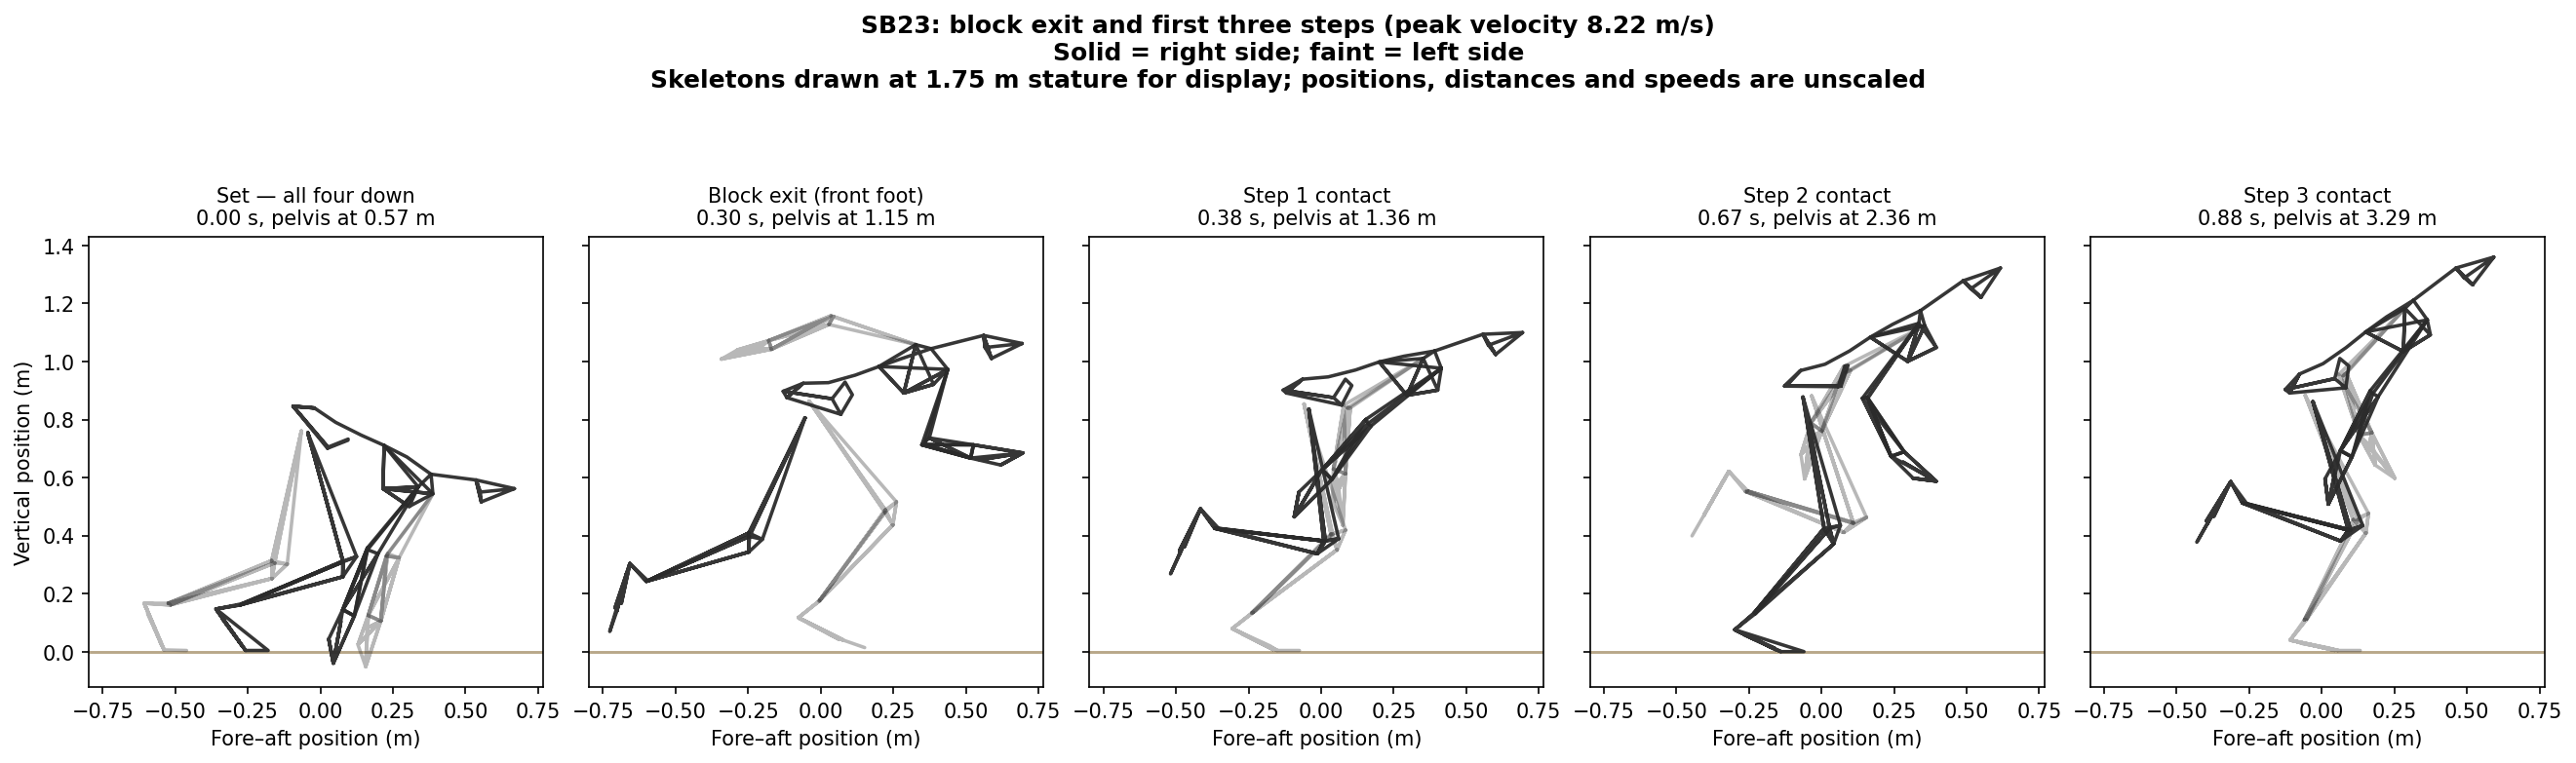 SB23: block exit and first three steps (peak velocity 8.22 m/s)
Solid = right side; faint = left side
Skeletons drawn at 1.75 m stature for display; positions, distances and speeds are unscaled
Set — all four down
0.00 s, pelvis at 0.57 m
Block exit (front foot)
0.30 s, pelvis at 1.15 m
Step 1 contact
0.38 s, pelvis at 1.36 m
Step 2 contact
0.67 s, pelvis at 2.36 m
Step 3 contact
0.88 s, pelvis at 3.29 m
Vertical position (m)
1.4
1.2
1.0
0.8
0.6
0.4
0.2
0.0
−0.75 −0.50 −0.25 0.00 0.25 0.50 0.75
Fore–aft position (m)
−0.75 −0.50 −0.25 0.00 0.25 0.50 0.75
Fore–aft position (m)
−0.75 −0.50 −0.25 0.00 0.25 0.50 0.75
Fore–aft position (m)
−0.75 −0.50 −0.25 0.00 0.25 0.50 0.75
Fore–aft position (m)
−0.75 −0.50 −0.25 0.00 0.25 0.50 0.75
Fore–aft position (m)